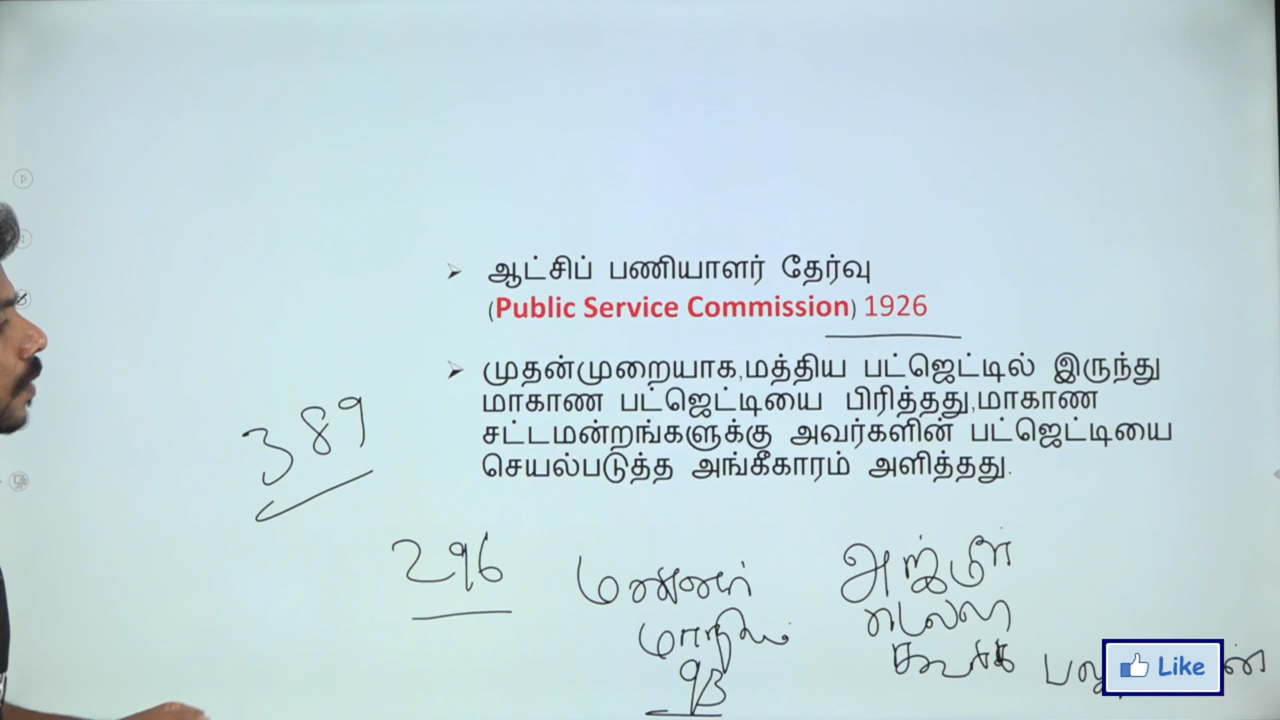 ➢ ஆட்சிப் பணியாளர் தேர்வு
(Public Service Commission) 1926
➢ முதன்முறையாக,மத்திய பட்ஜெட்டில் இருந்து
மாகாண பட்ஜெட்டியை பிரித்தது,மாகாண
சட்டமன்றங்களுக்கு அவர்களின் பட்ஜெட்டியை
செயல்படுத்த அங்கீகாரம் அளித்தது.
389
296
மன்னர்
93
Like